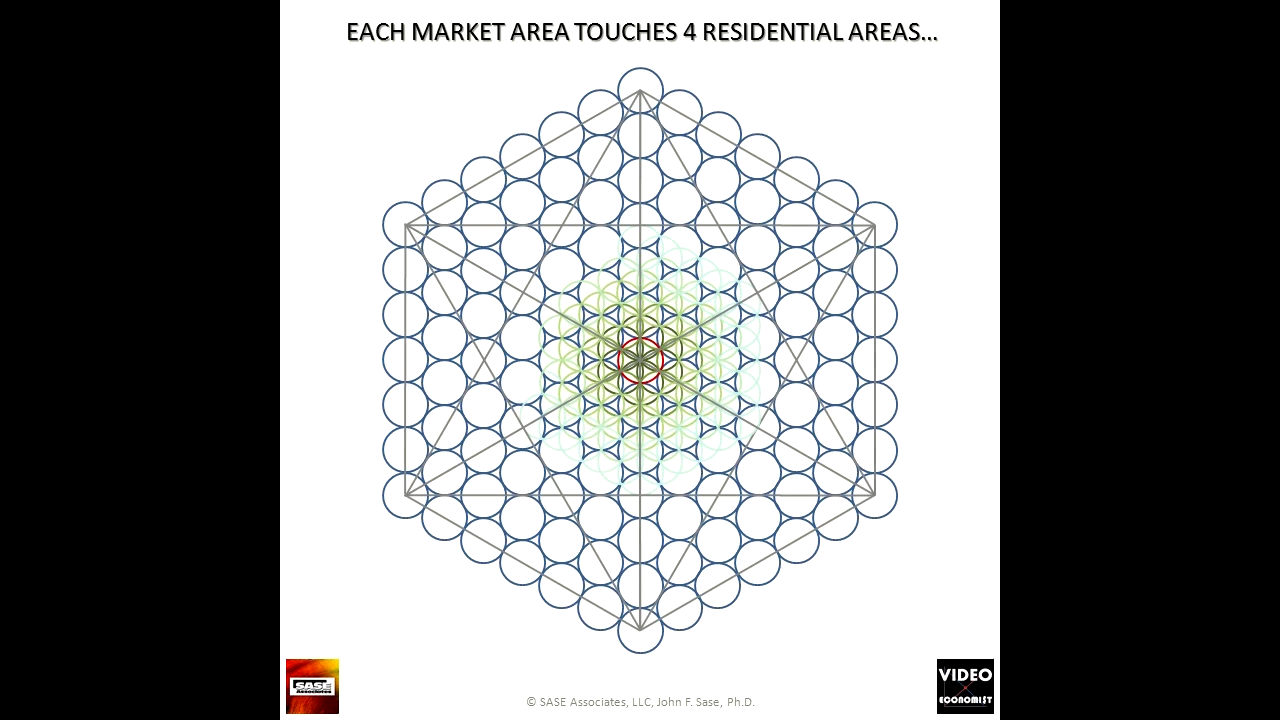 EACH MARKET AREA TOUCHES 4 RESIDENTIAL AREAS…
SASE
Associates
© SASE Associates, LLC, John F. Sase, Ph.D.
VIDEO
ECONOMIST